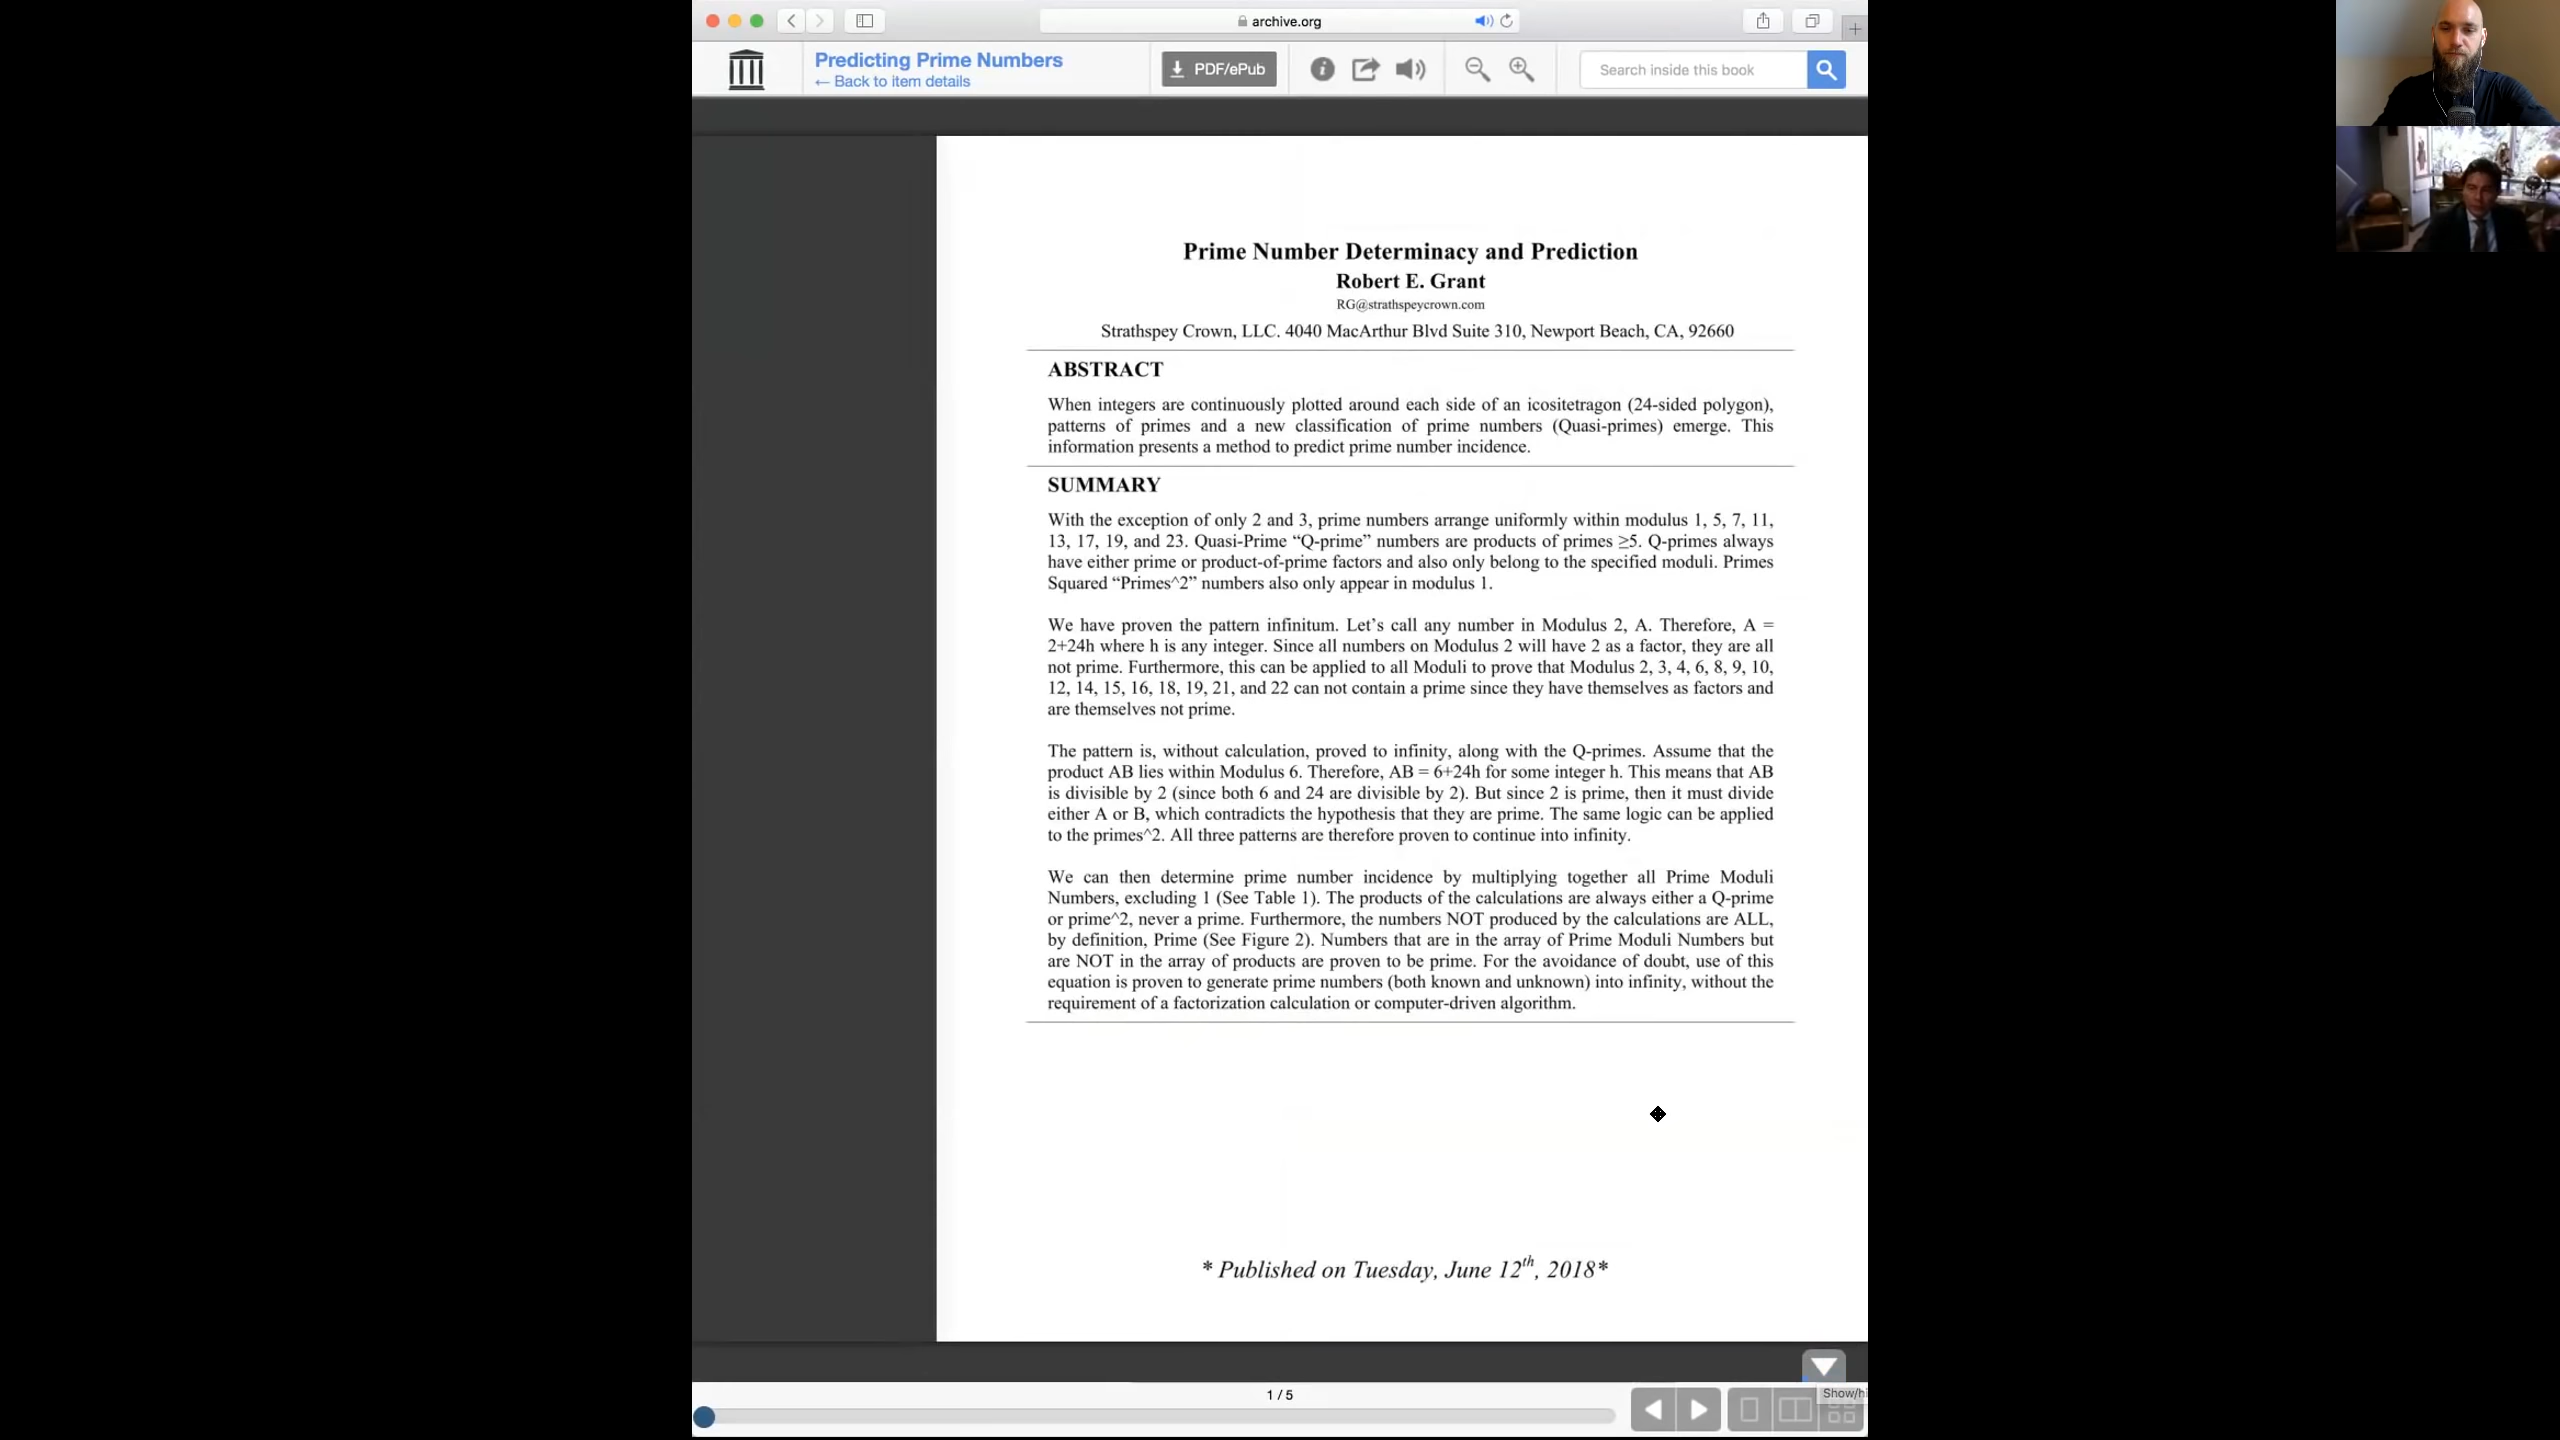 archive.org
Predicting Prime Numbers
← Back to item details
PDF/ePub
Search inside this book
Prime Number Determinacy and Prediction
Robert E. Grant
RG@strathspeycrown.com
Strathspey Crown, LLC. 4040 MacArthur Blvd Suite 310, Newport Beach, CA, 92660
ABSTRACT
When integers are continuously plotted around each side of an icositetragon (24-sided polygon),
patterns of primes and a new classification of prime numbers (Quasi-primes) emerge. This
information presents a method to predict prime number incidence.
SUMMARY
With the exception of only 2 and 3, prime numbers arrange uniformly within modulus 1, 5, 7, 11,
13, 17, 19, and 23. Quasi-Prime “Q-prime” numbers are products of primes ≥5. Q-primes always
have either prime or product-of-prime factors and also only belong to the specified moduli. Primes
Squared “Primes^2” numbers also only appear in modulus 1.
We have proven the pattern infinitum. Let’s call any number in Modulus 2, A. Therefore, A =
2+24h where h is any integer. Since all numbers on Modulus 2 will have 2 as a factor, they are all
not prime. Furthermore, this can be applied to all Moduli to prove that Modulus 2, 3, 4, 6, 8, 9, 10,
12, 14, 15, 16, 18, 19, 21, and 22 can not contain a prime since they have themselves as factors and
are themselves not prime.
The pattern is, without calculation, proved to infinity, along with the Q-primes. Assume that the
product AB lies within Modulus 6. Therefore, AB = 6+24h for some integer h. This means that AB
is divisible by 2 (since both 6 and 24 are divisible by 2). But since 2 is prime, then it must divide
either A or B, which contradicts the hypothesis that they are prime. The same logic can be applied
to the primes^2. All three patterns are therefore proven to continue into infinity.
We can then determine prime number incidence by multiplying together all Prime Moduli
Numbers, excluding 1 (See Table 1). The products of the calculations are always either a Q-prime
or prime^2, never a prime. Furthermore, the numbers NOT produced by the calculations are ALL,
by definition, Prime (See Figure 2). Numbers that are in the array of Prime Moduli Numbers but
are NOT in the array of products are proven to be prime. For the avoidance of doubt, use of this
equation is proven to generate prime numbers (both known and unknown) into infinity, without the
requirement of a factorization calculation or computer-driven algorithm.
* Published on Tuesday, June 12th, 2018*
1 / 5
Show/hi